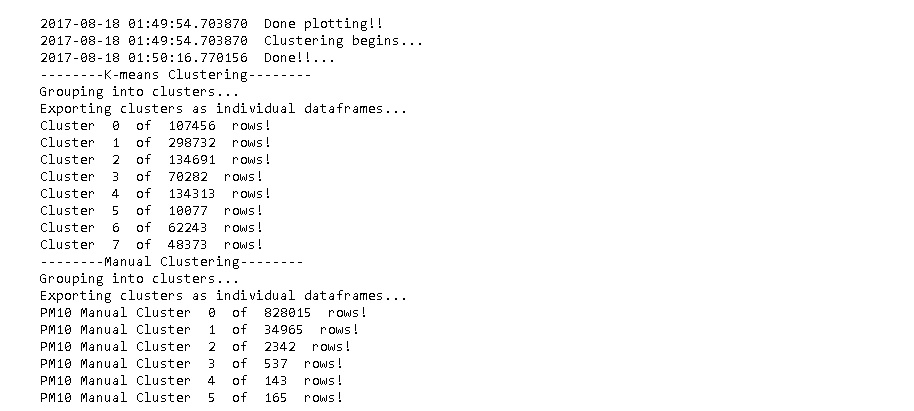 2017-08-18 01:49:54.703870  Done plotting!!
2017-08-18 01:49:54.703870  Clustering begins...
2017-08-18 01:50:16.770156  Done!!...
--------K-means Clustering--------
Grouping into clusters...
Exporting clusters as individual dataframes...
Cluster  0  of  107456  rows!
Cluster  1  of  298732  rows!
Cluster  2  of  134691  rows!
Cluster  3  of  70282  rows!
Cluster  4  of  134313  rows!
Cluster  5  of  10077  rows!
Cluster  6  of  62243  rows!
Cluster  7  of  48373  rows!
--------Manual Clustering--------
Grouping into clusters...
Exporting clusters as individual dataframes...
PM10 Manual Cluster  0  of  828015  rows!
PM10 Manual Cluster  1  of  34965  rows!
PM10 Manual Cluster  2  of  2342  rows!
PM10 Manual Cluster  3  of  537  rows!
PM10 Manual Cluster  4  of  143  rows!
PM10 Manual Cluster  5  of  165  rows!